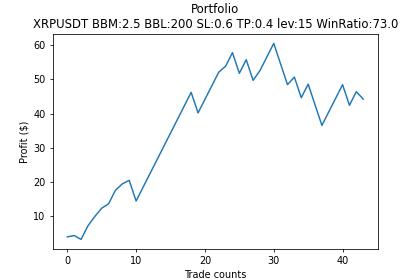 Portfolio
XRPUSDT BBM:2.5 BBL:200 SL:0.6 TP:0.4 lev:15 WinRatio:73.0
60
50
40
30
20
10
Profit ($)
0
10
20
30
40
Trade counts